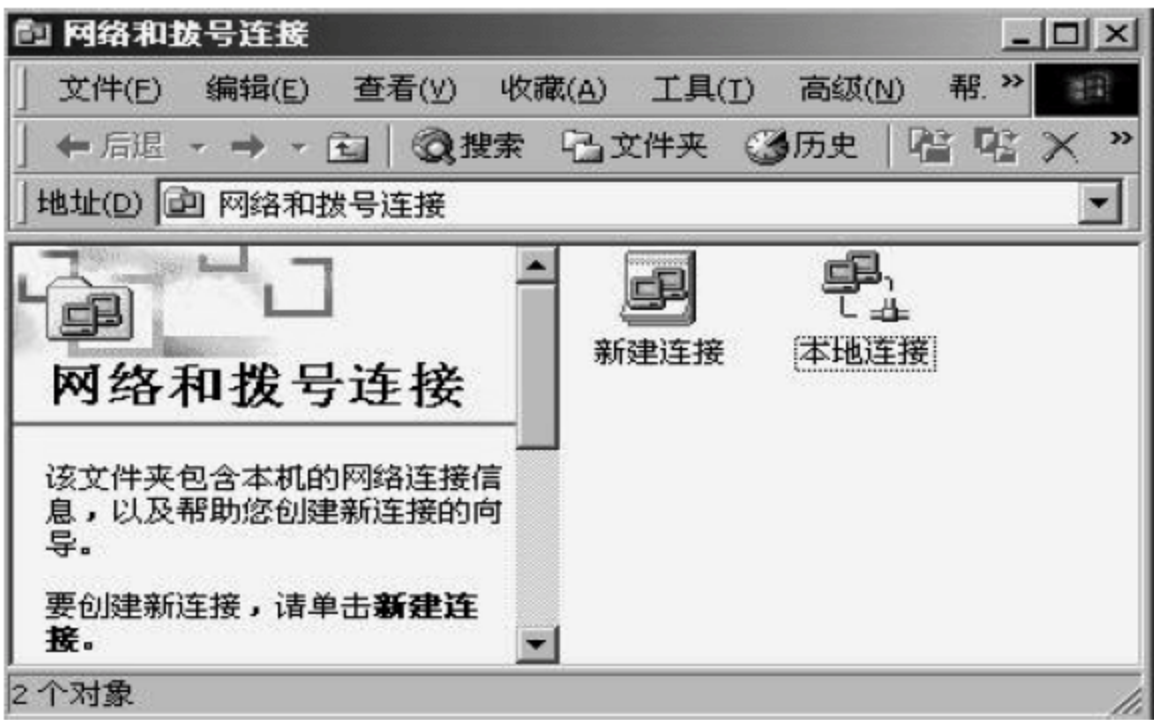 网络和拨号连接
文件(F) 编辑(E) 查看(V) 收藏(A) 工具(T) 高级(N) 帮. »
后退 搜索 文件夹 历史 »
地址(D) 网络和拨号连接
网络和拨号连接
该文件夹包含本机的网络连接信
息，以及帮助您创建新连接的向
导。
要创建新连接，请单击新建连
接。
新建连接 本地连接
2 个对象